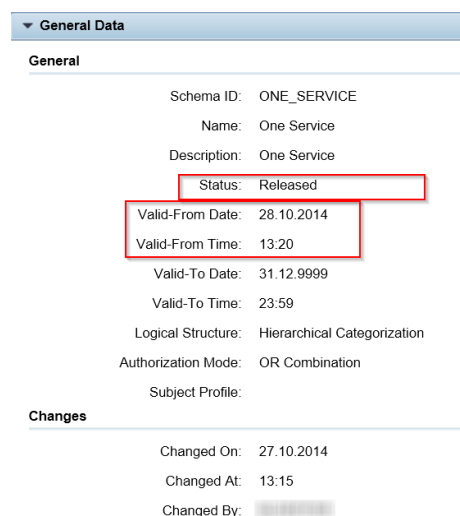 General Data
General
Schema ID: ONE_SERVICE
Name: One Service
Description: One Service
Status: Released
Valid-From Date: 28.10.2014
Valid-From Time: 13:20
Valid-To Date: 31.12.9999
Valid-To Time: 23:59
Logical Structure: Hierarchical Categorization
Authorization Mode: OR Combination
Subject Profile:
Changes
Changed On: 27.10.2014
Changed At: 13:15
Changed By: